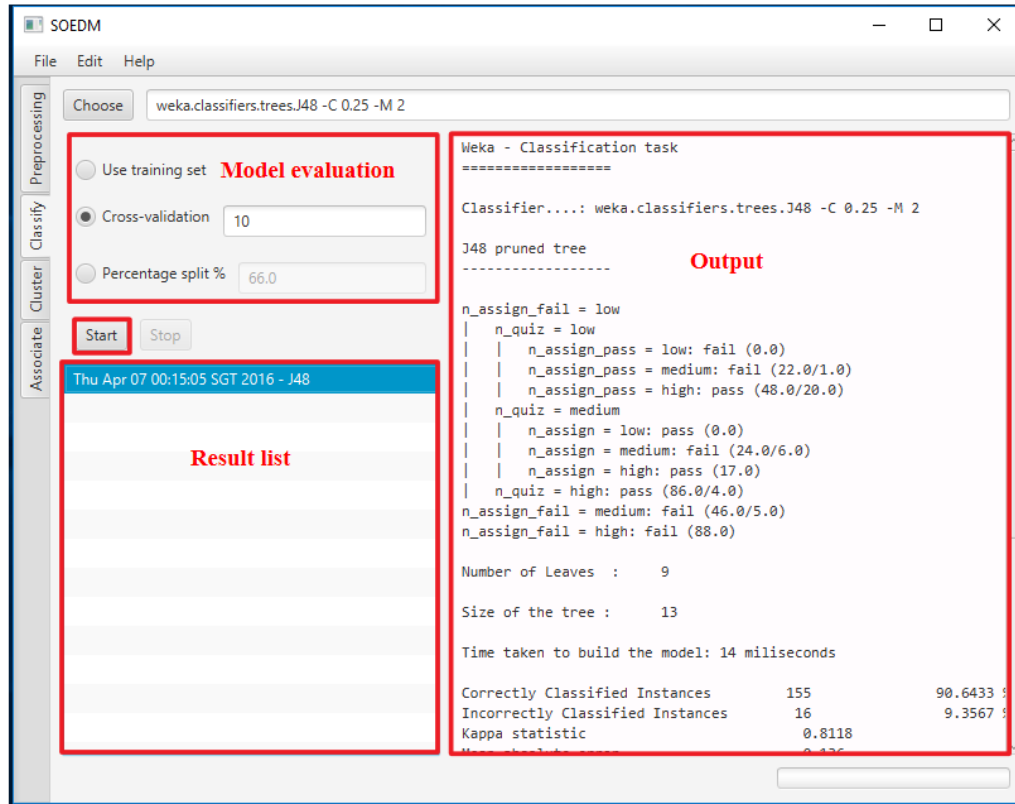 SOEDM
File Edit Help
Preprocessing
Classify
Cluster
Associate
Choose weka.classifiers.trees.J48 -C 0.25 -M 2
Use training set Model evaluation
Cross-validation 10
Percentage split % 66.0
Start Stop
Thu Apr 07 00:15:05 SGT 2016 - J48
Result list
Weka - Classification task
==================
Classifier....: weka.classifiers.trees.J48 -C 0.25 -M 2
J48 pruned tree
Output
------------------
n_assign_fail = low
| n_quiz = low
| | n_assign_pass = low: fail (0.0)
| | n_assign_pass = medium: fail (22.0/1.0)
| | n_assign_pass = high: pass (48.0/20.0)
| n_quiz = medium
| | n_assign = low: pass (0.0)
| | n_assign = medium: fail (24.0/6.0)
| | n_assign = high: pass (17.0)
| n_quiz = high: pass (86.0/4.0)
n_assign_fail = medium: fail (46.0/5.0)
n_assign_fail = high: fail (88.0)
Number of Leaves : 9
Size of the tree : 13
Time taken to build the model: 14 miliseconds
Correctly Classified Instances 155 90.6433 %
Incorrectly Classified Instances 16 9.3567 %
Kappa statistic 0.8118